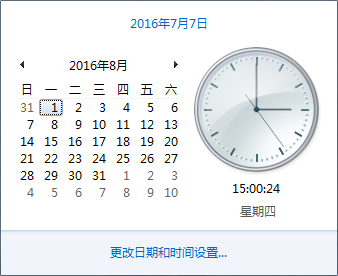 2016年7月7日
2016年8月
日 一 二 三 四 五 六
31 1 2 3 4 5 6
7 8 9 10 11 12 13
14 15 16 17 18 19 20
21 22 23 24 25 26 27
28 29 30 31 1 2 3
4 5 6 7 8 9 10
15:00:24
星期四
更改日期和时间设置...